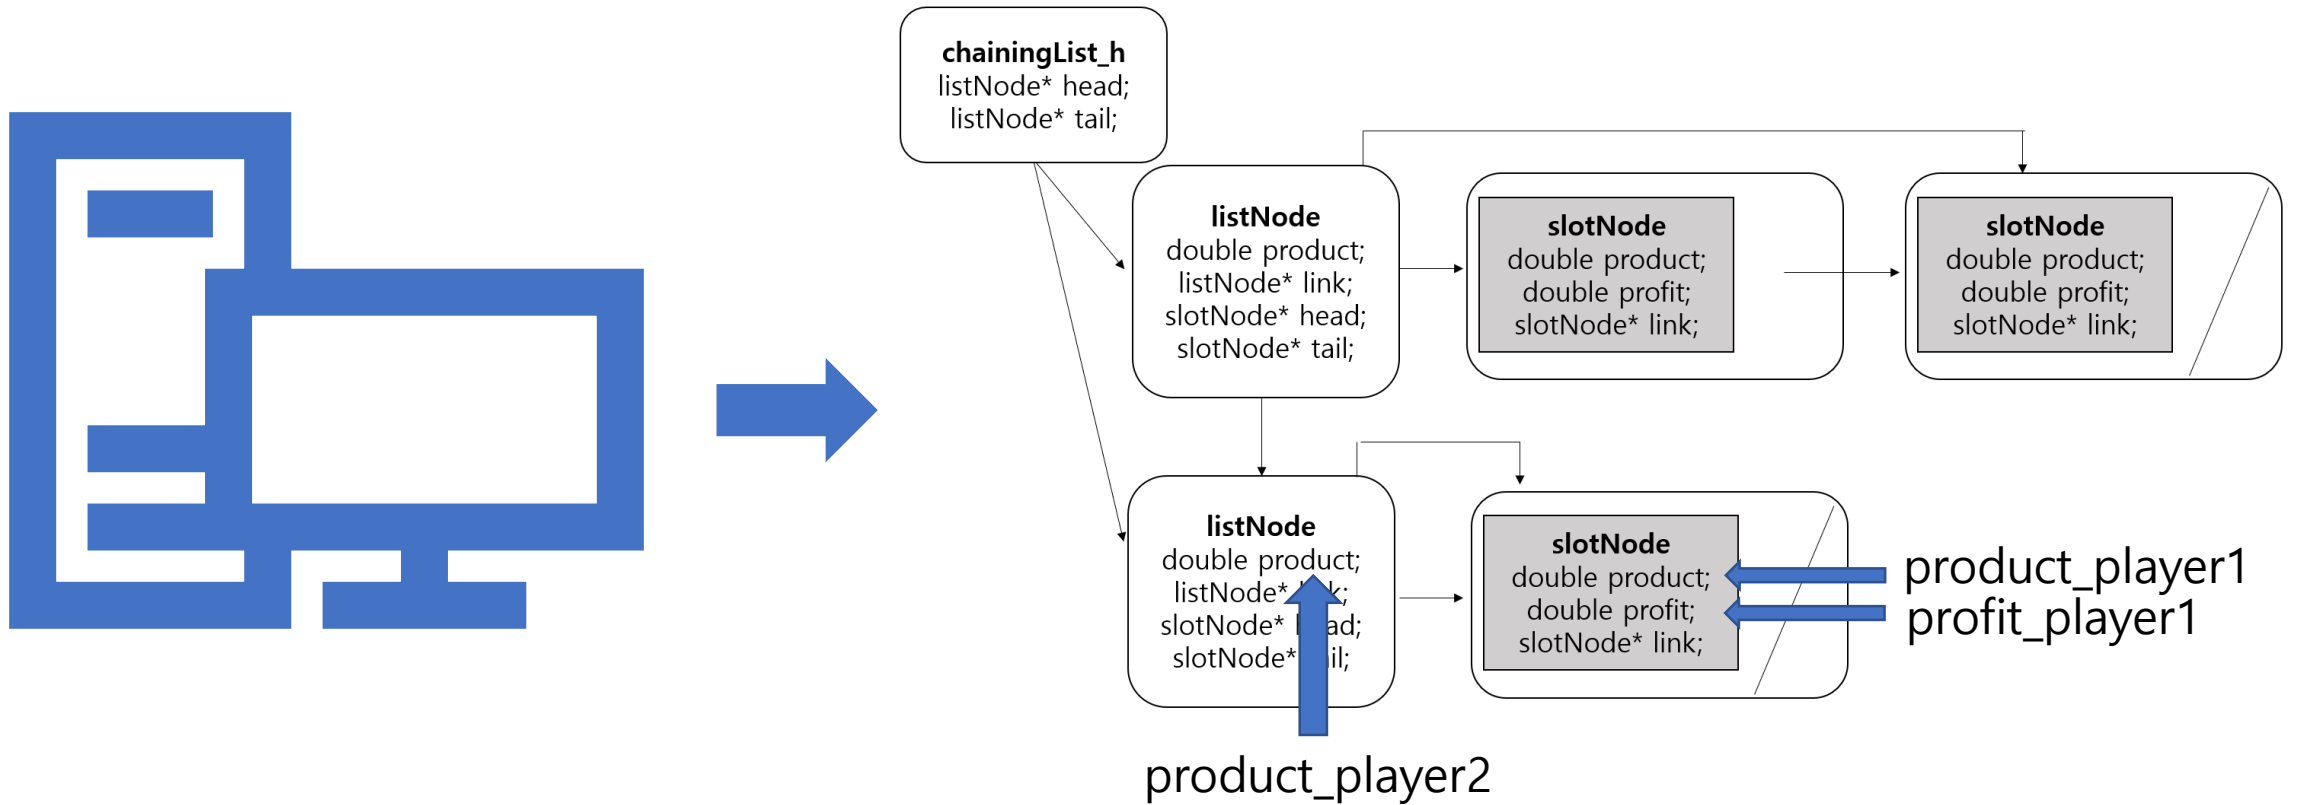 chainingList_h
listNode* head;
listNode* tail;
listNode
double product;
listNode* link;
slotNode* head;
slotNode* tail;
slotNode
double product;
double profit;
slotNode* link;
slotNode
double product;
double profit;
slotNode* link;
listNode
double product;
listNode*
slotNode*
slotNode*
slotNode
double product;
double profit;
slotNode* link;
product_player1
profit_player1
product_player2